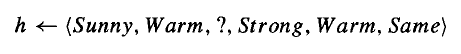 h ← ⟨Sunny, Warm, ?, Strong, Warm, Same⟩